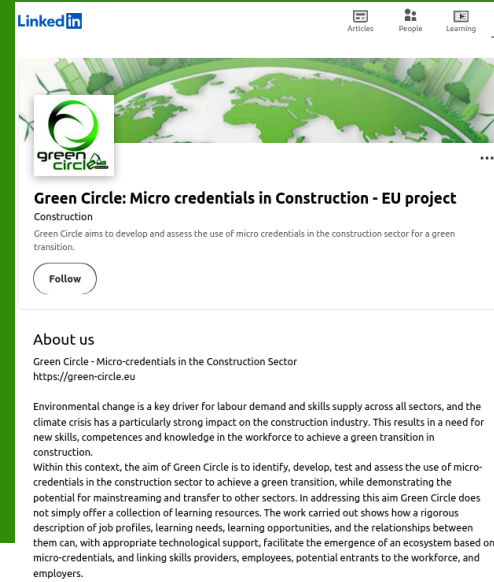 LinkedIn
Articles People Learning
green
circle
Green Circle: Micro credentials in Construction - EU project
Construction
Green Circle aims to develop and assess the use of micro credentials in the construction sector for a green
transition.
Follow
About us
Green Circle - Micro-credentials in the Construction Sector
https://green-circle.eu
Environmental change is a key driver for labour demand and skills supply across all sectors, and the
climate crisis has a particularly strong impact on the construction industry. This results in a need for
new skills, competences and knowledge in the workforce to achieve a green transition in
construction.
Within this context, the aim of Green Circle is to identify, develop, test and assess the use of micro-
credentials in the construction sector to achieve a green transition, while demonstrating the
potential for mainstreaming and transfer to other sectors. In addressing this aim Green Circle does
not simply offer a collection of learning resources. The work carried out shows how a rigorous
description of job profiles, learning needs, learning opportunities, and the relationships between
them can, with appropriate technological support, facilitate the emergence of an ecosystem based on
micro-credentials, and linking skills providers, employees, potential entrants to the workforce, and
employers.